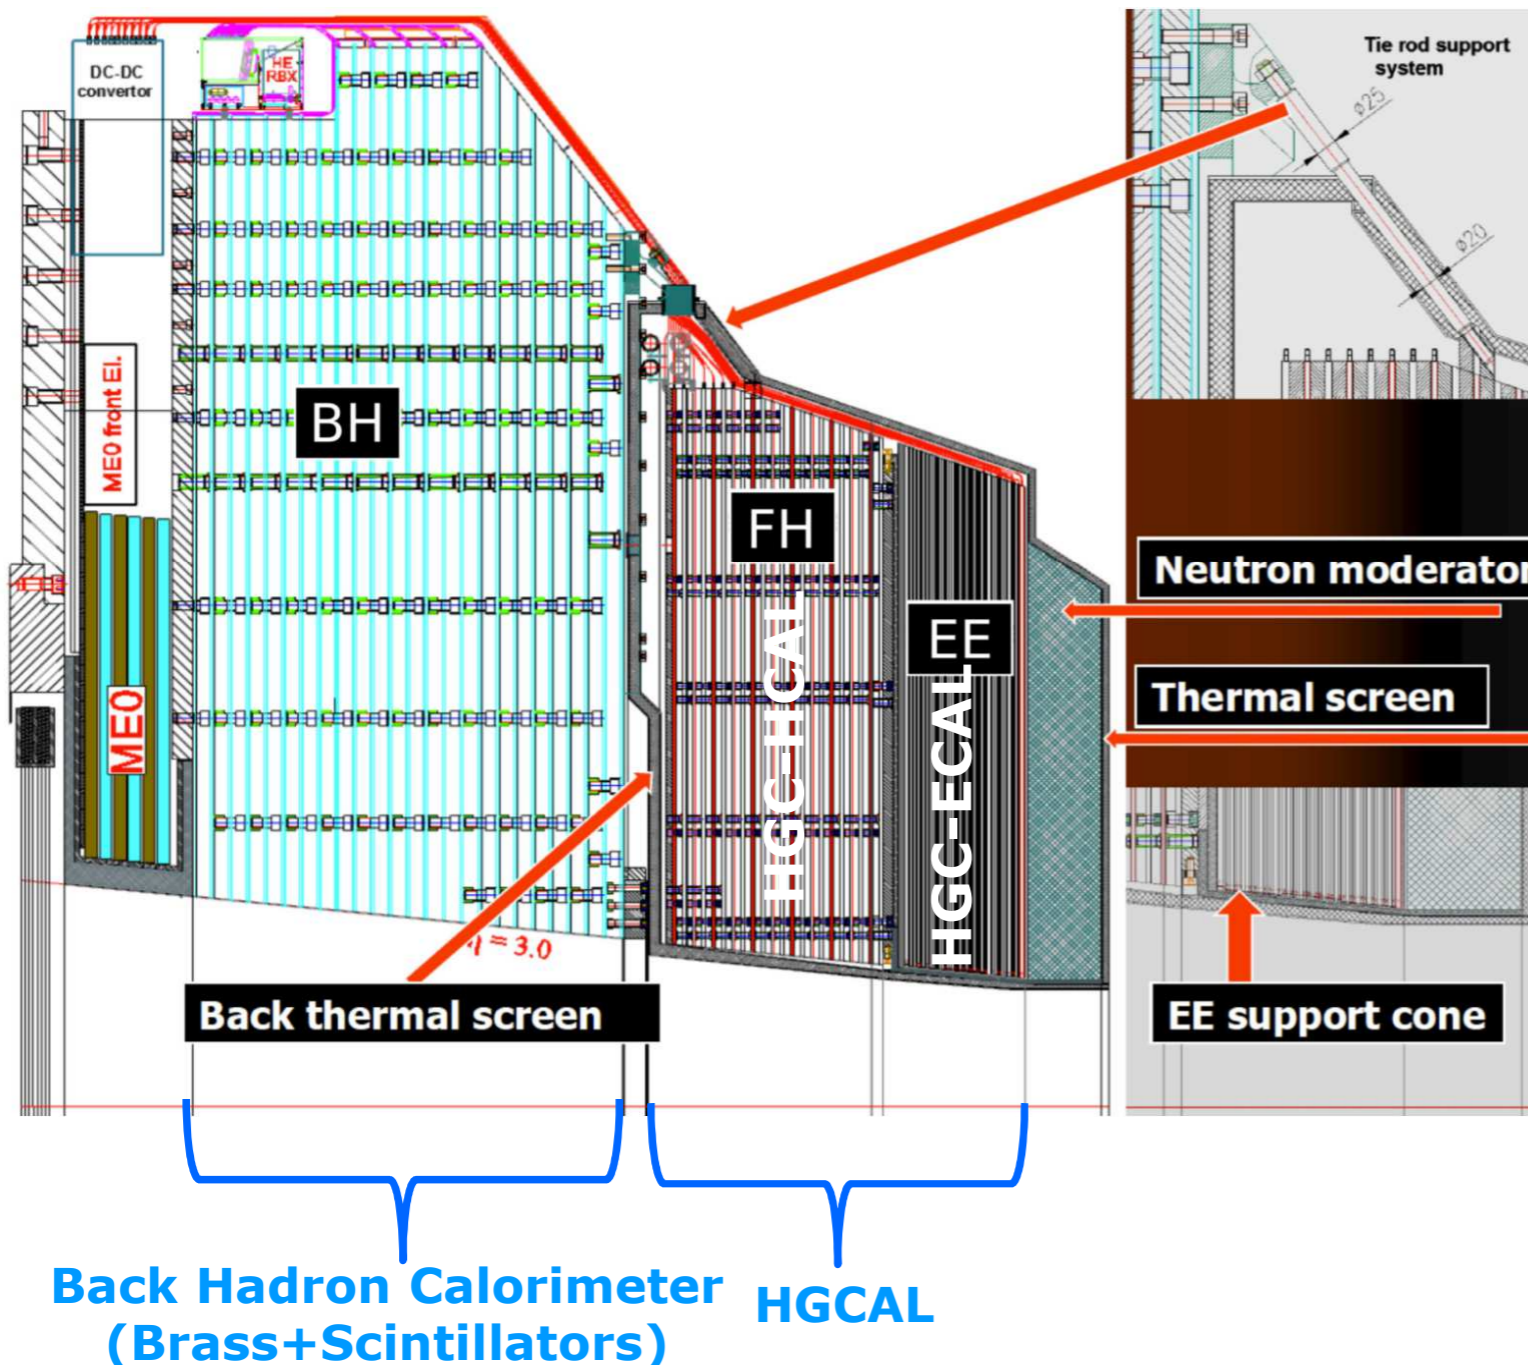 DC-DC
convertor
HE
RBX
Tie rod support
system
ø25
ø20
ME0 front El.
BH
FH
EE
HGC-HCAL
HGC-ECAL
ME0
Neutron moderator
Thermal screen
η = 3.0
Back thermal screen
EE support cone
Back Hadron Calorimeter
(Brass+Scintillators)
HGCAL